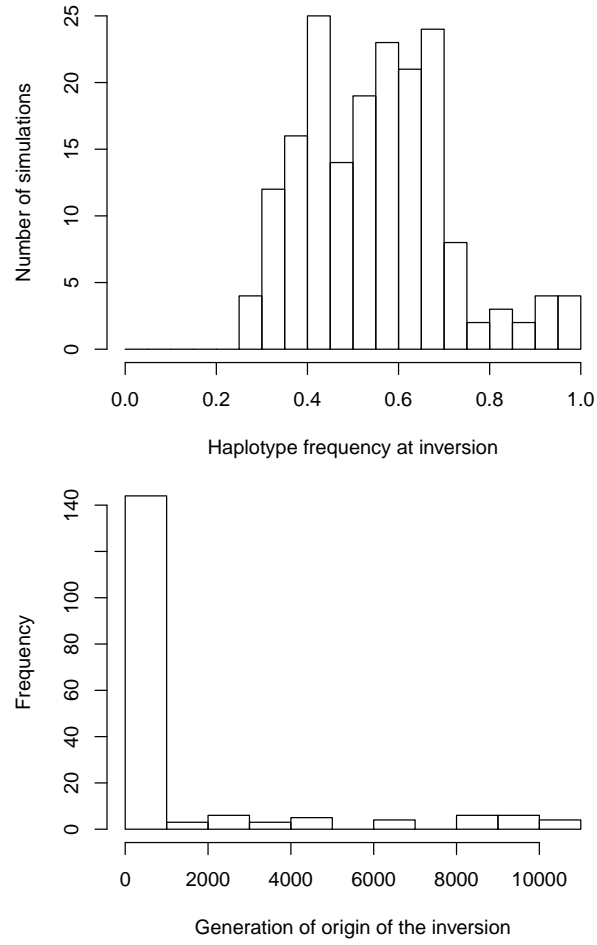 25
20
15
10
5
0
Number of simulations
0.0 0.2 0.4 0.6 0.8 1.0
Haplotype frequency at inversion
140
100
80
60
40
20
0
Frequency
0 2000 4000 6000 8000 10000
Generation of origin of the inversion